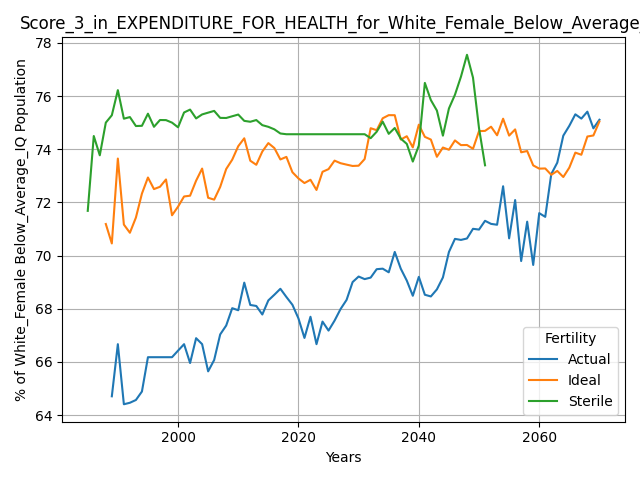 Score_3_in_EXPENDITURE_FOR_HEALTH_for_White_Female_Below_Average_
% of White_Female Below_Average_IQ Population
78
76
74
72
70
68
66
64
2000
2020
2040
2060
Years
Fertility
Actual
Ideal
Sterile